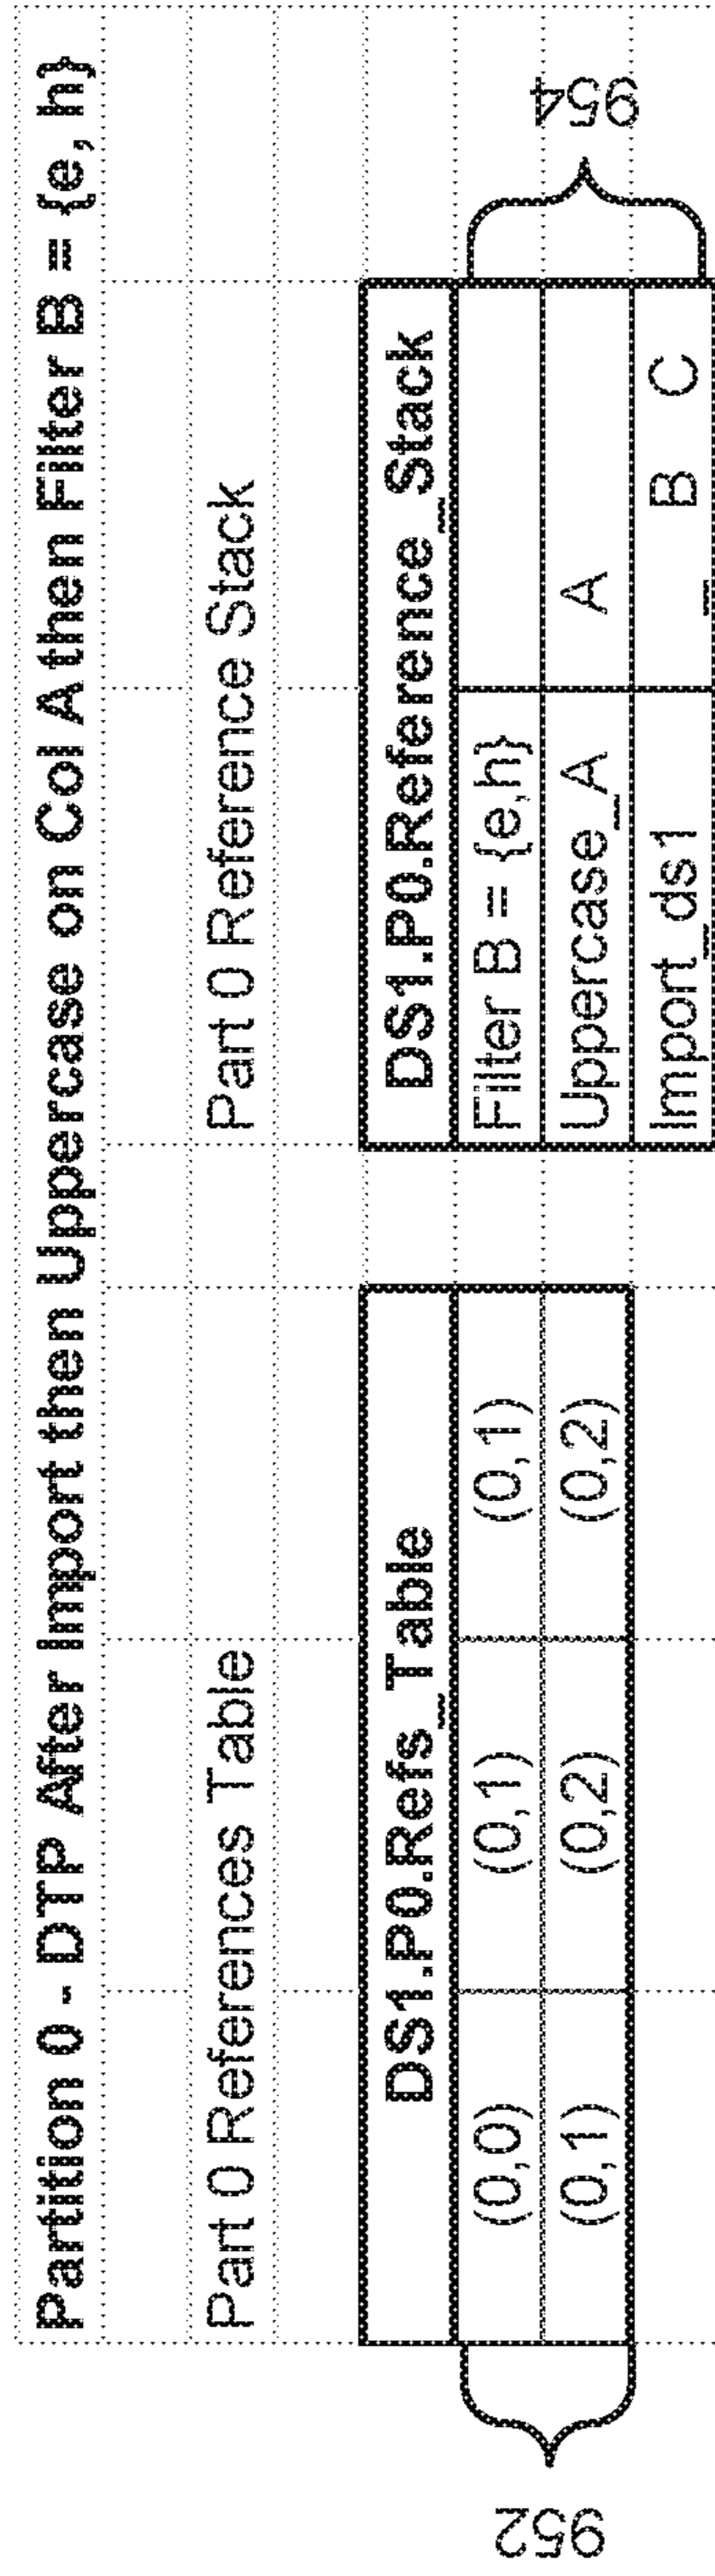 Partition 0 - DTP After Import then Uppercase on Col A then Filter B = {e, h}
Part 0 References Table
Part 0 Reference Stack
DS1.P0.Refs_Table
(0,0) (0,1) (0,1)
(0,1) (0,2) (0,2)
952
DS1.P0.Reference_Stack
Filter B = {e,h}
Uppercase_A A
Import_ds1 _ B C
954